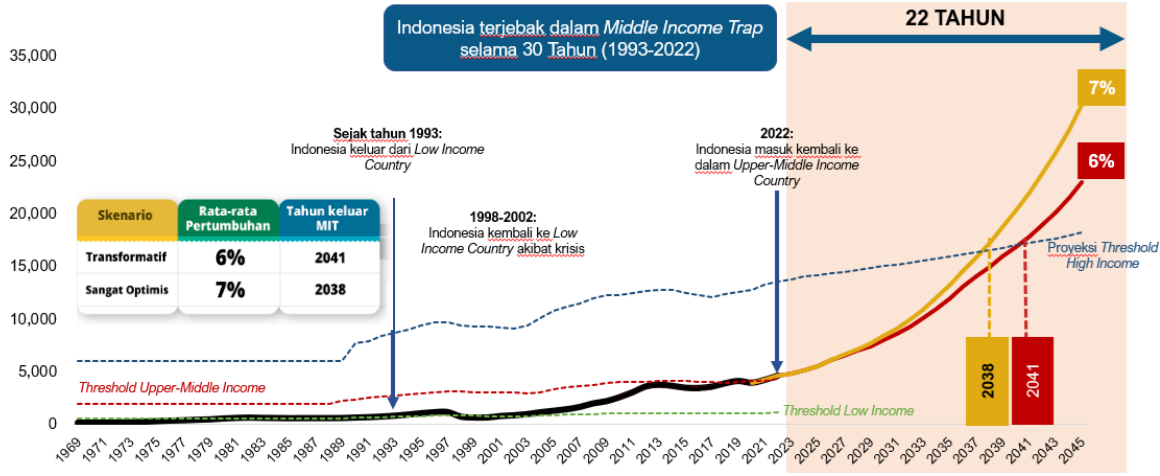 Indonesia terjebak dalam Middle Income Trap
selama 30 Tahun (1993-2022)
22 TAHUN
35,000
30,000
25,000
20,000
15,000
10,000
5,000
0
7%
6%
Sejak tahun 1993:
Indonesia keluar dari Low Income
Country
2022:
Indonesia masuk kembali ke
dalam Upper-Middle Income
Country
1998-2002:
Indonesia kembali ke Low
Income Country akibat krisis
Skenario Rata-rata Pertumbuhan Tahun keluar MIT
Transformatif 6% 2041
Sangat Optimis 7% 2038
Proyeksi Threshold
High Income
Threshold Upper-Middle Income
Threshold Low Income
2038
2041
1969 1971 1973 1975 1977 1979 1981 1983 1985 1987 1989 1991 1993 1995 1997 1999 2001 2003 2005 2007 2009 2011 2013 2015 2017 2019 2021 2023 2025 2027 2029 2031 2033 2035 2037 2039 2041 2043 2045